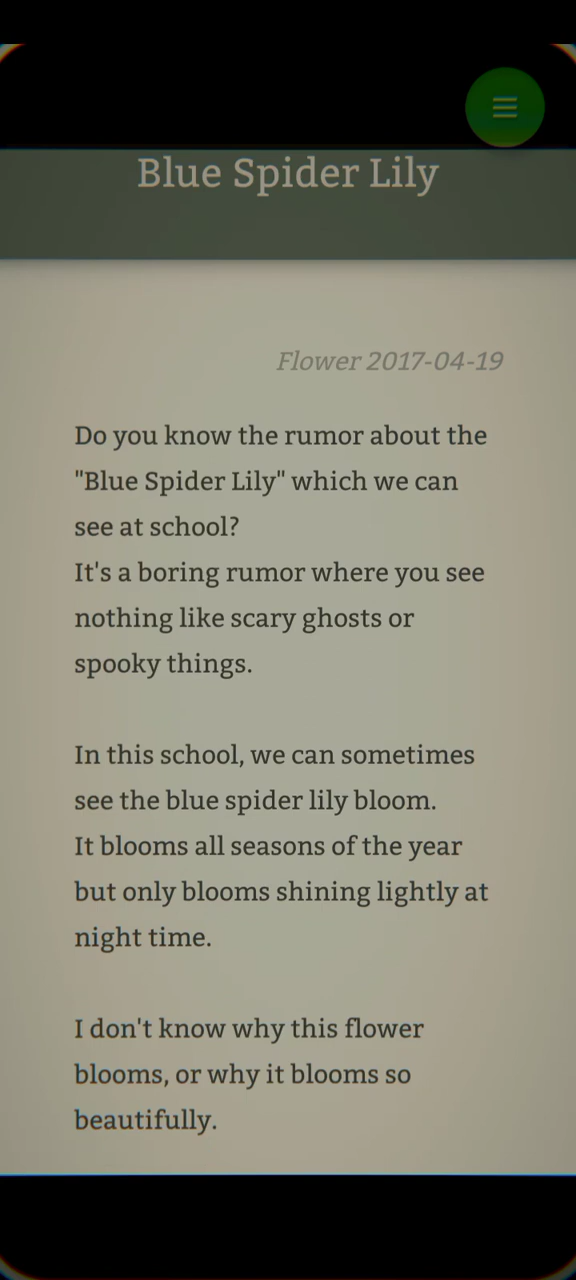 Blue Spider Lily
Flower 2017-04-19
Do you know the rumor about the
"Blue Spider Lily" which we can
see at school?
It's a boring rumor where you see
nothing like scary ghosts or
spooky things.
In this school, we can sometimes
see the blue spider lily bloom.
It blooms all seasons of the year
but only blooms shining lightly at
night time.
I don't know why this flower
blooms, or why it blooms so
beautifully.